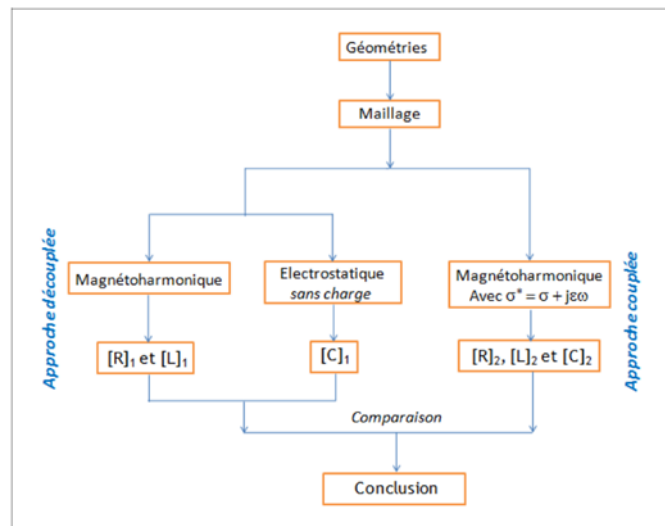 Géométries
Maillage
Approche découplée
Magnétoharmonique
Electrostatique
sans charge
Magnétoharmonique
Avec σ* = σ + jεω
Approche couplée
[R]₁ et [L]₁
[C]₁
[R]₂, [L]₂ et [C]₂
Comparaison
Conclusion